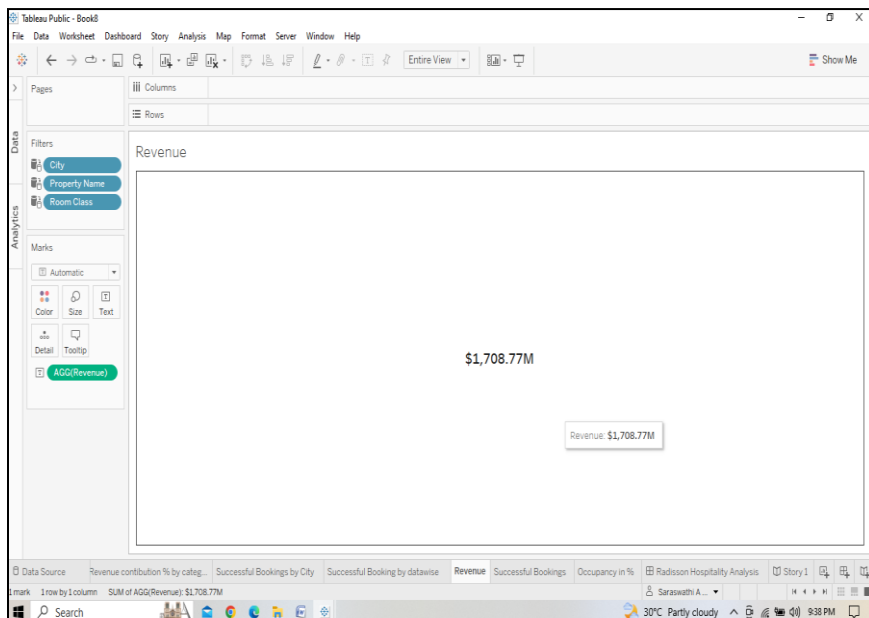 Tableau Public - Book8
File Data Worksheet Dashboard Story Analysis Map Format Server Window Help
Entire View
Show Me
Data
Analytics
Pages
Columns
Rows
Filters
City
Property Name
Room Class
Marks
Automatic
Color Size Text
Detail Tooltip
AGG(Revenue)
Revenue
$1,708.77M
Revenue: $1,708.77M
Data Source Revenue contibution % by categ... Successful Bookings by City Successful Booking by datawise Revenue Successful Bookings Occupancy in % Radisson Hospitality Analysis Story 1
1 mark 1 row by 1 column SUM of AGG(Revenue): $1,708.77M Saraswathi A ...
Search 30°C Partly cloudy 9:38 PM